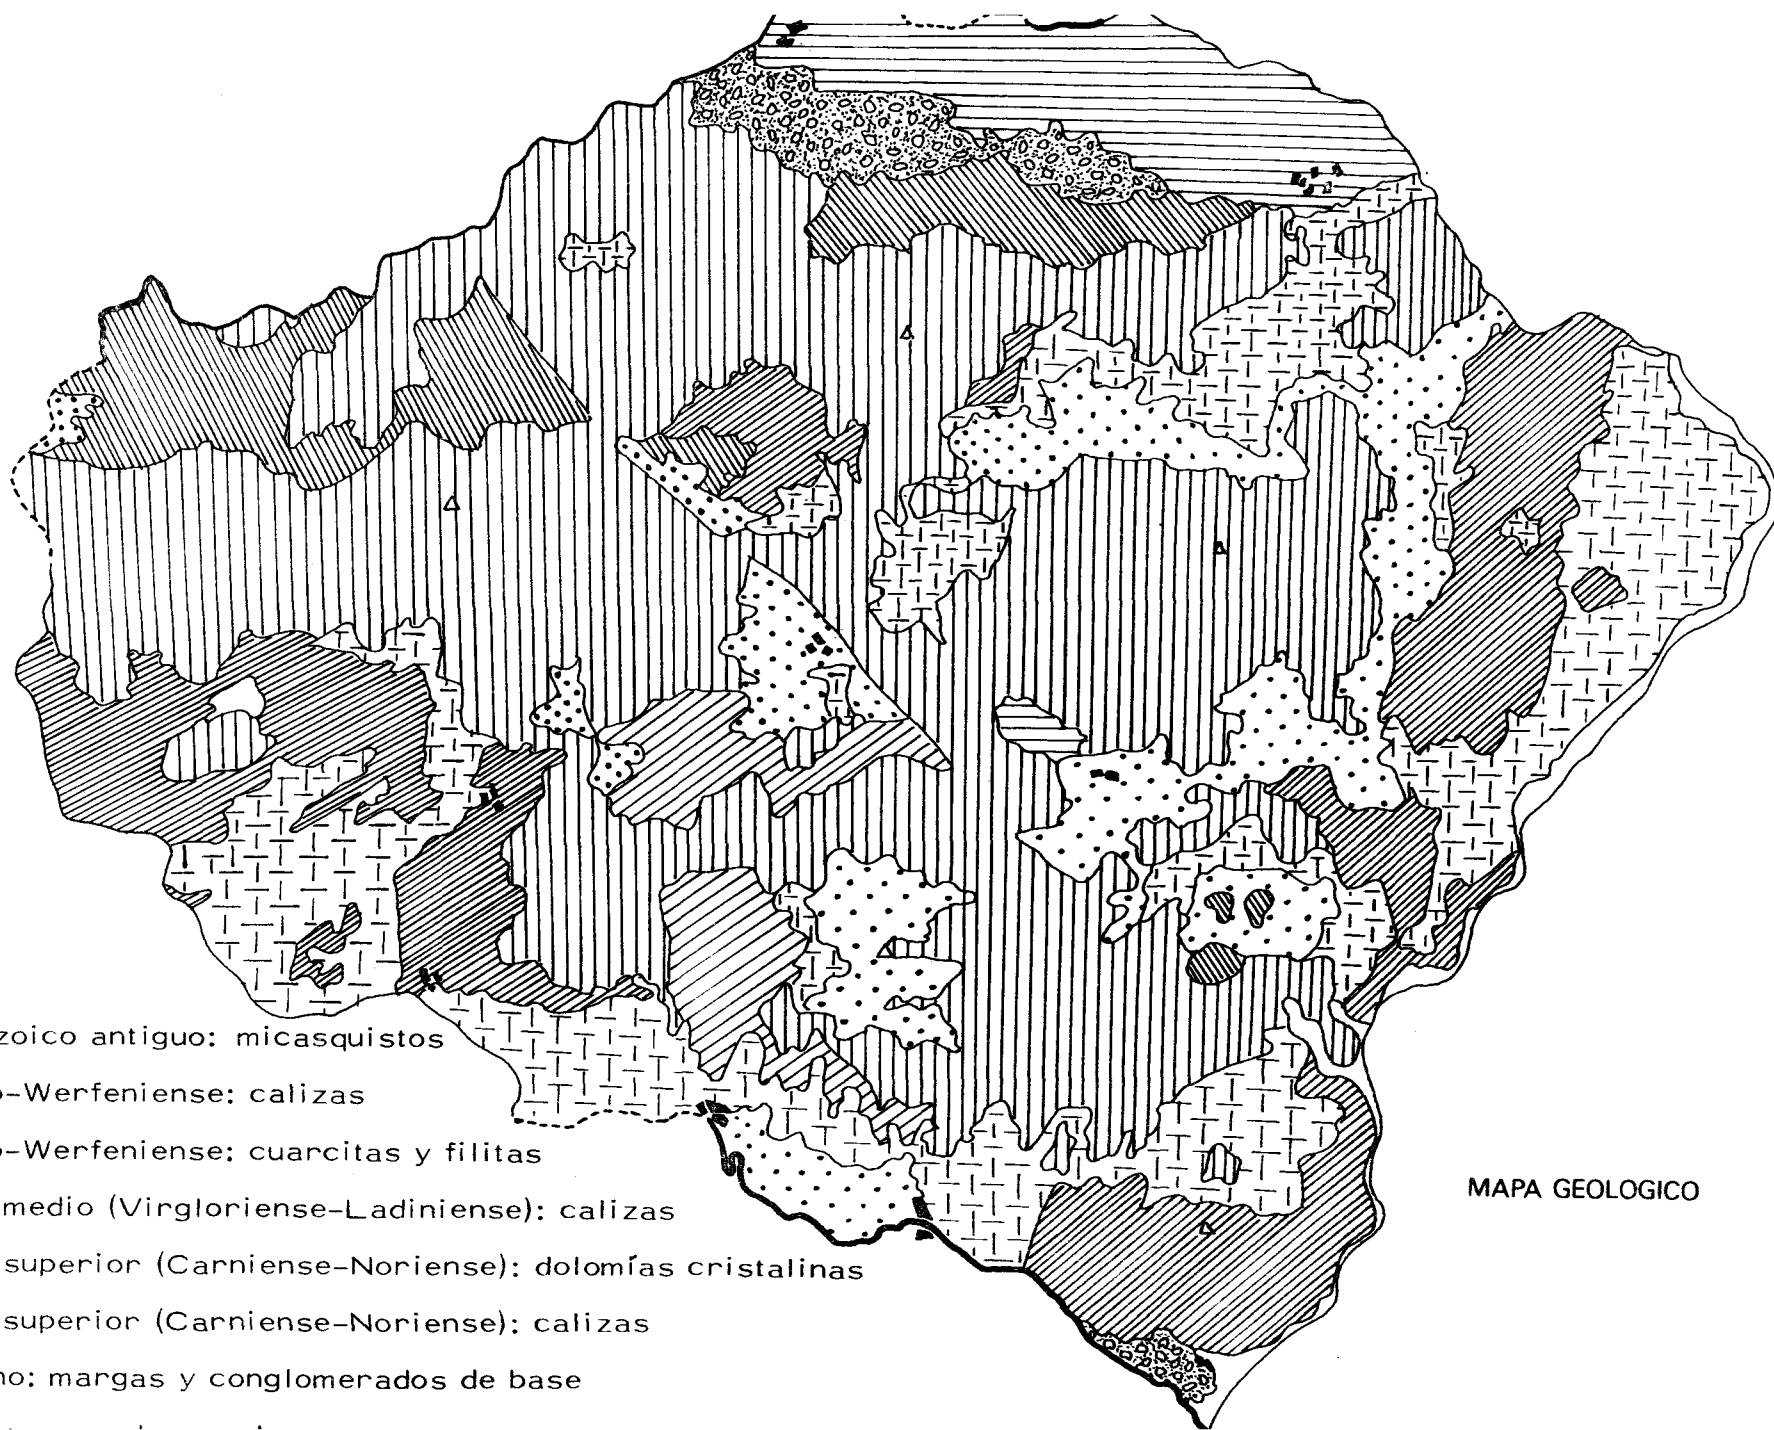 zoico antiguo: micasquistos
o-Werfeniense: calizas
o-Werfeniense: cuarcitas y filitas
medio (Virgloriense-Ladiniense): calizas
superior (Carniense-Noriense): dolomías cristalinas
superior (Carniense-Noriense): calizas
no: margas y conglomerados de base
MAPA GEOLOGICO